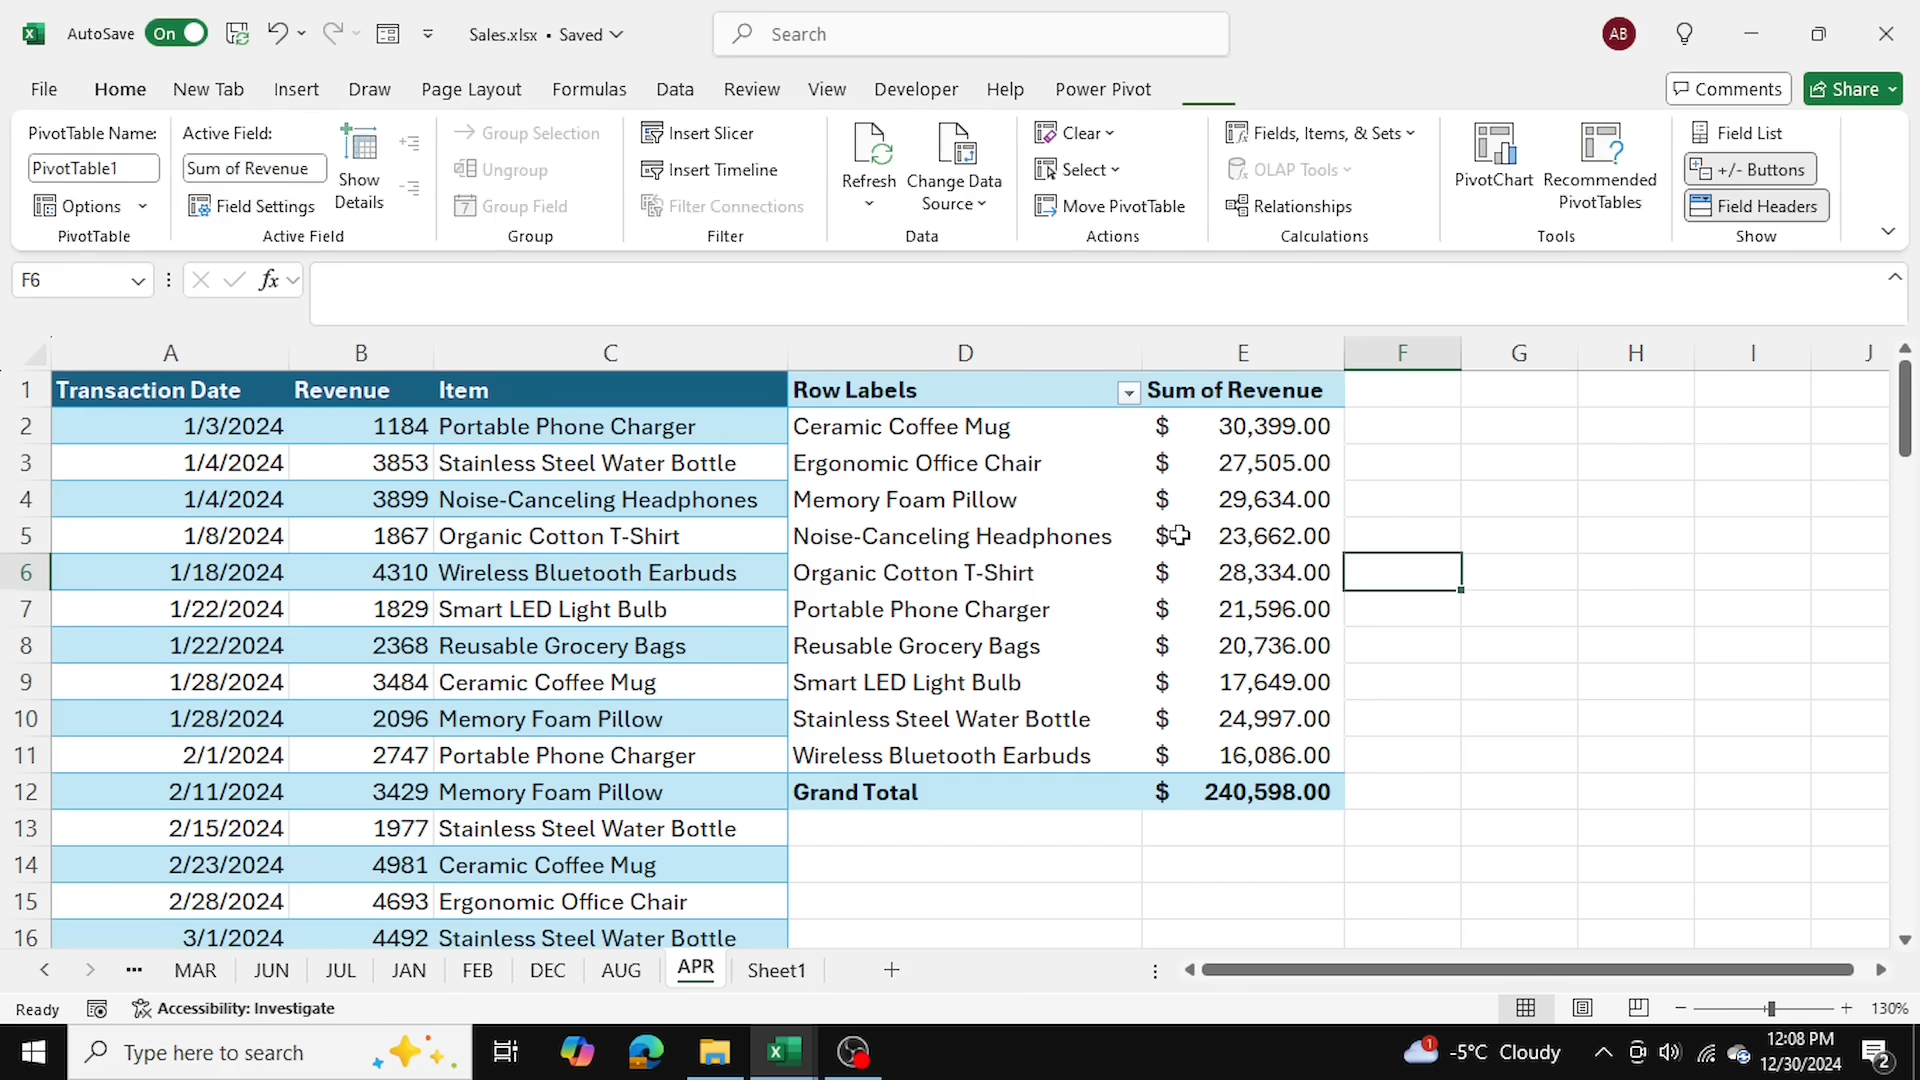 AutoSave On Sales.xlsx • Saved Search AB
File Home New Tab Insert Draw Page Layout Formulas Data Review View Developer Help Power Pivot Comments Share
PivotTable Name:
PivotTable1
Options
PivotTable
Active Field:
Sum of Revenue
Field Settings
Show
Details
Active Field
Group Selection
Ungroup
7 Group Field
Group
Insert Slicer
Insert Timeline
Filter Connections
Filter
Refresh
Change Data
Source
Data
Clear
Select
Move PivotTable
Actions
Fields, Items, & Sets
OLAP Tools
Relationships
Calculations
PivotChart
Recommended
PivotTables
Tools
Field List
+/- Buttons
Field Headers
Show
F6 fx
A B C D E F G H I J
1 Transaction Date Revenue Item Row Labels Sum of Revenue
2 1/3/2024 1184 Portable Phone Charger Ceramic Coffee Mug $ 30,399.00
3 1/4/2024 3853 Stainless Steel Water Bottle Ergonomic Office Chair $ 27,505.00
4 1/4/2024 3899 Noise-Canceling Headphones Memory Foam Pillow $ 29,634.00
5 1/8/2024 1867 Organic Cotton T-Shirt Noise-Canceling Headphones $ 23,662.00
6 1/18/2024 4310 Wireless Bluetooth Earbuds Organic Cotton T-Shirt $ 28,334.00
7 1/22/2024 1829 Smart LED Light Bulb Portable Phone Charger $ 21,596.00
8 1/22/2024 2368 Reusable Grocery Bags Reusable Grocery Bags $ 20,736.00
9 1/28/2024 3484 Ceramic Coffee Mug Smart LED Light Bulb $ 17,649.00
10 1/28/2024 2096 Memory Foam Pillow Stainless Steel Water Bottle $ 24,997.00
11 2/1/2024 2747 Portable Phone Charger Wireless Bluetooth Earbuds $ 16,086.00
12 2/11/2024 3429 Memory Foam Pillow Grand Total $ 240,598.00
13 2/15/2024 1977 Stainless Steel Water Bottle
14 2/23/2024 4981 Ceramic Coffee Mug
15 2/28/2024 4693 Ergonomic Office Chair
16 3/1/2024 4492 Stainless Steel Water Bottle
MAR JUN JUL JAN FEB DEC AUG APR Sheet1
Ready Accessibility: Investigate 130%
Type here to search 1 -5°C Cloudy 12:08 PM
12/30/2024 2